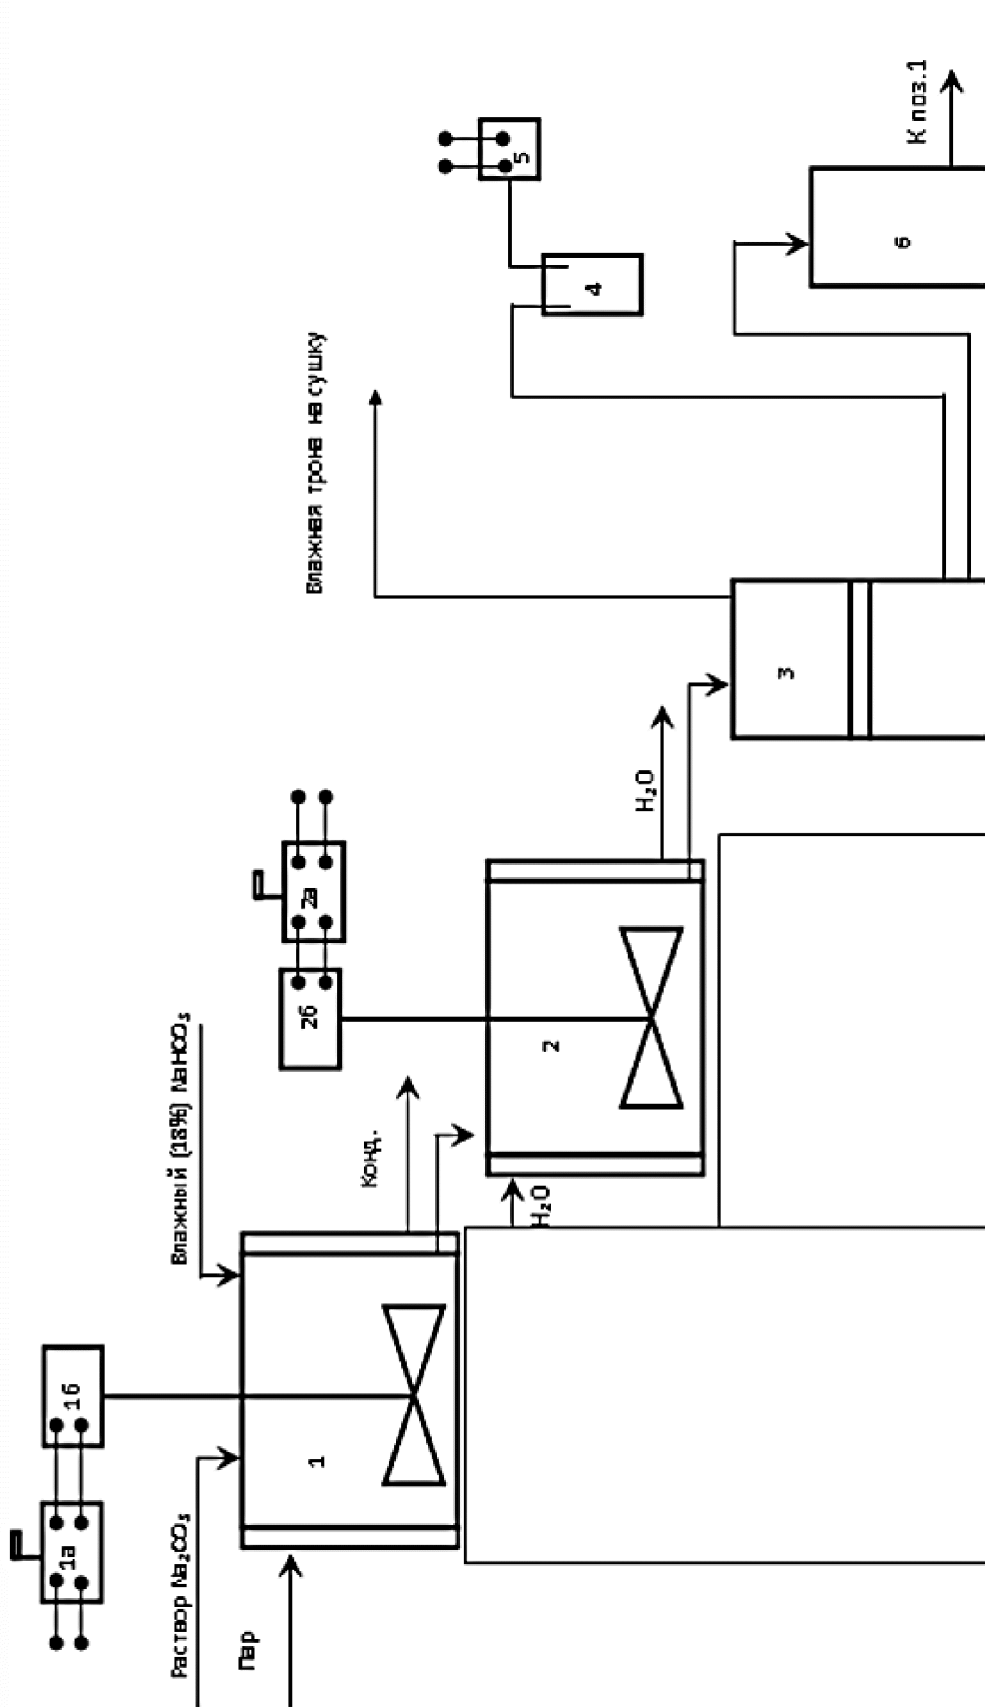 1а
1б
Раствор Na₂CO₃
Пар
Влажный (18%) NaHCO₃
1
Конд.
H₂O
2а
2б
2
H₂O
Влажная трона на сушку
3
4
5
6
К поз.1